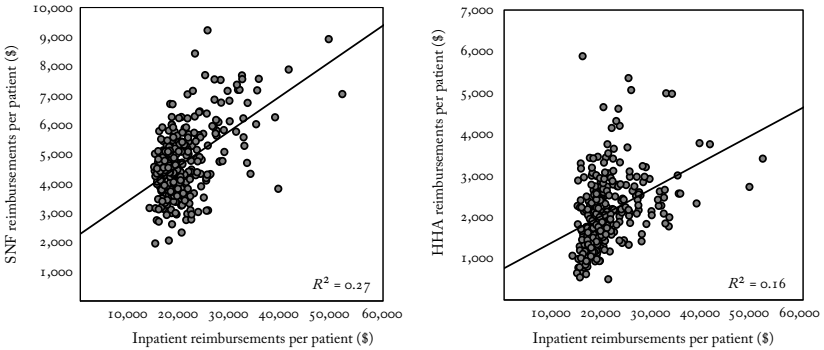 SNF reimbursements per patient ($)
10,000
9,000
8,000
7,000
6,000
5,000
4,000
3,000
2,000
1,000
R² = 0.27
10,000 20,000 30,000 40,000 50,000 60,000
Inpatient reimbursements per patient ($)
HHA reimbursements per patient ($)
7,000
6,000
5,000
4,000
3,000
2,000
1,000
R² = 0.16
10,000 20,000 30,000 40,000 50,000 60,000
Inpatient reimbursements per patient ($)